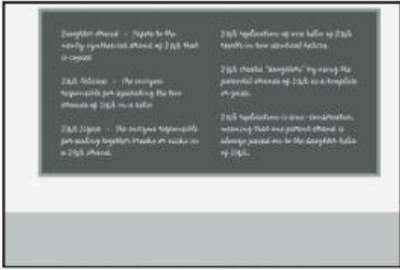 Daughter strand - Refers to the
newly synthesized strand of DNA that
is copied
DNA Helicase - The enzyme
responsible for separating the two
strands of DNA in a helix
DNA Ligase - The enzyme responsible
for sealing together breaks or nicks in
a DNA strand.
DNA replication of one helix of DNA
results in two identical helices.
DNA creates "daughters" by using the
parental strands of DNA as a template
or guide.
DNA replication is semi-conservative,
meaning that one parent strand is
always passed on to the daughter helix
of DNA.